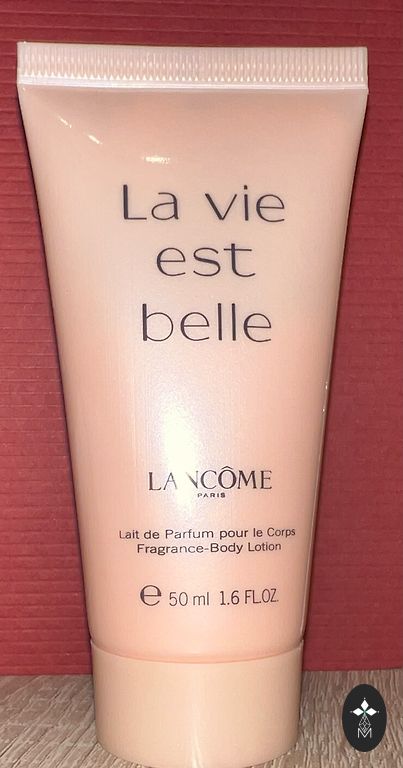 La vie
est
belle
LANCÔME
PARIS
Lait de Parfum pour le Corps
Fragrance-Body Lotion
℮ 50 ml 1.6 FL.OZ.
M